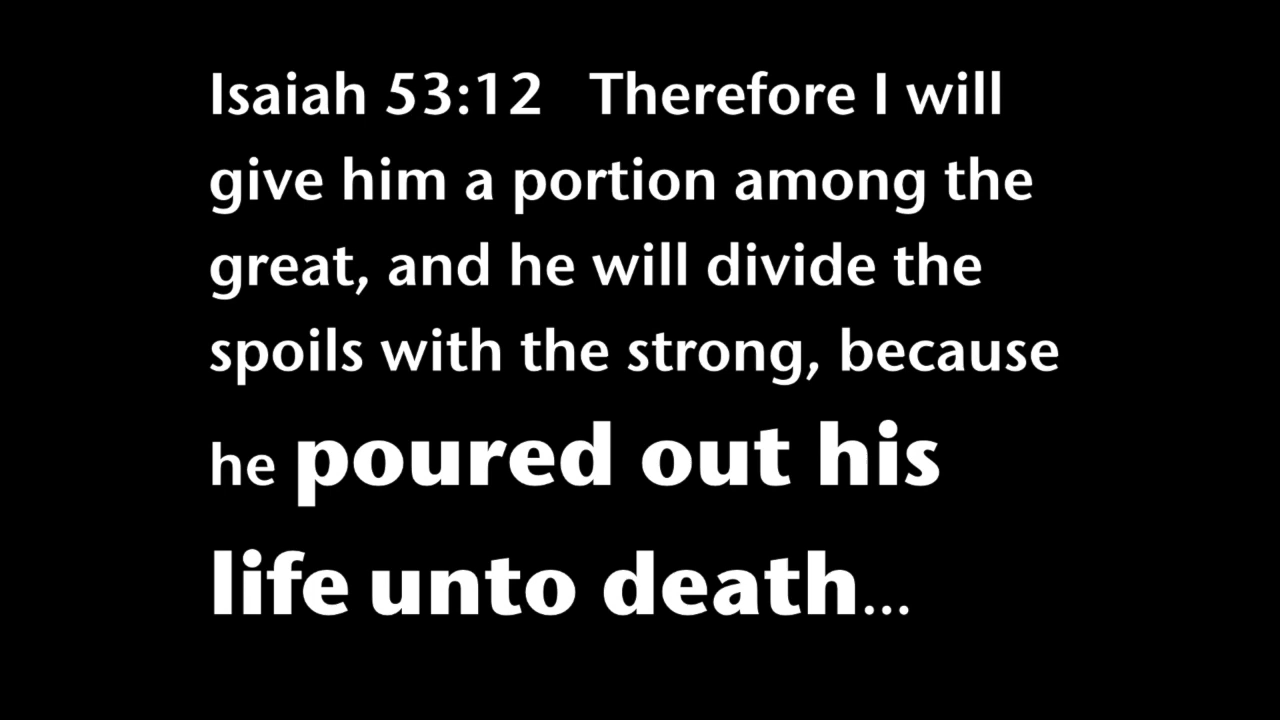 Isaiah 53:12   Therefore I will
give him a portion among the
great, and he will divide the
spoils with the strong, because
he poured out his
life unto death...